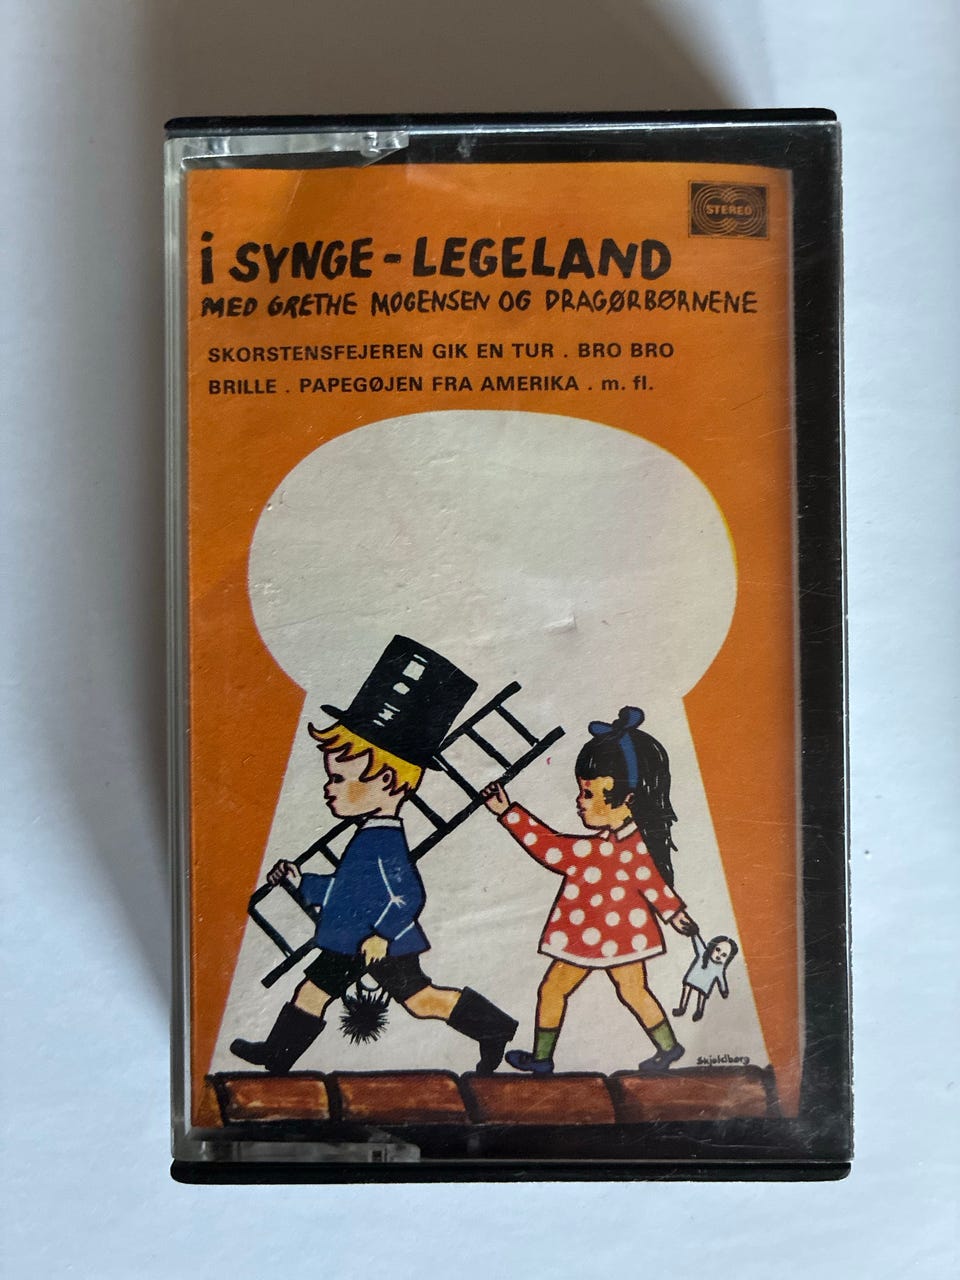 STEREO
i SYNGE - LEGELAND
MED GRETHE MOGENSEN OG DRAGØRBØRNENE
SKORSTENSFEJEREN GIK EN TUR . BRO BRO
BRILLE . PAPEGØJEN FRA AMERIKA . m. fl.
Skjoldborg